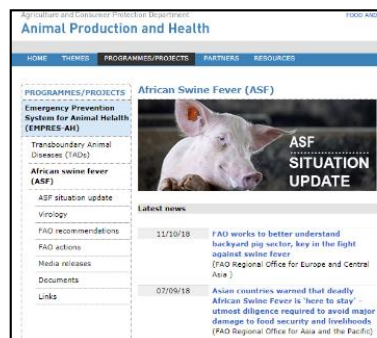 Agriculture and Consumer Protection Department
FOOD AND
Animal Production and Health
HOME THEMES PROGRAMMES/PROJECTS PARTNERS RESOURCES
PROGRAMMES/PROJECTS
Emergency Prevention
System for Animal Helalth
(EMPRES-AH)
Transboundary Animal
Diseases (TADs)
African swine fever
(ASF)
ASF situation update
Virology
FAO recommendations
FAO actions
Media releases
Documents
Links
African Swine Fever (ASF)
ASF
SITUATION
UPDATE
Latest news
11/10/18
FAO works to better understand
backyard pig sector, key in the fight
against swine fever
(FAO Regional Office for Europe and Central
Asia )
07/09/18
Asian countries warned that deadly
African Swine Fever is 'here to stay' -
utmost diligence required to avoid major
damage to food security and livelihoods
(FAO Regional Office for Asia and the Pacific)